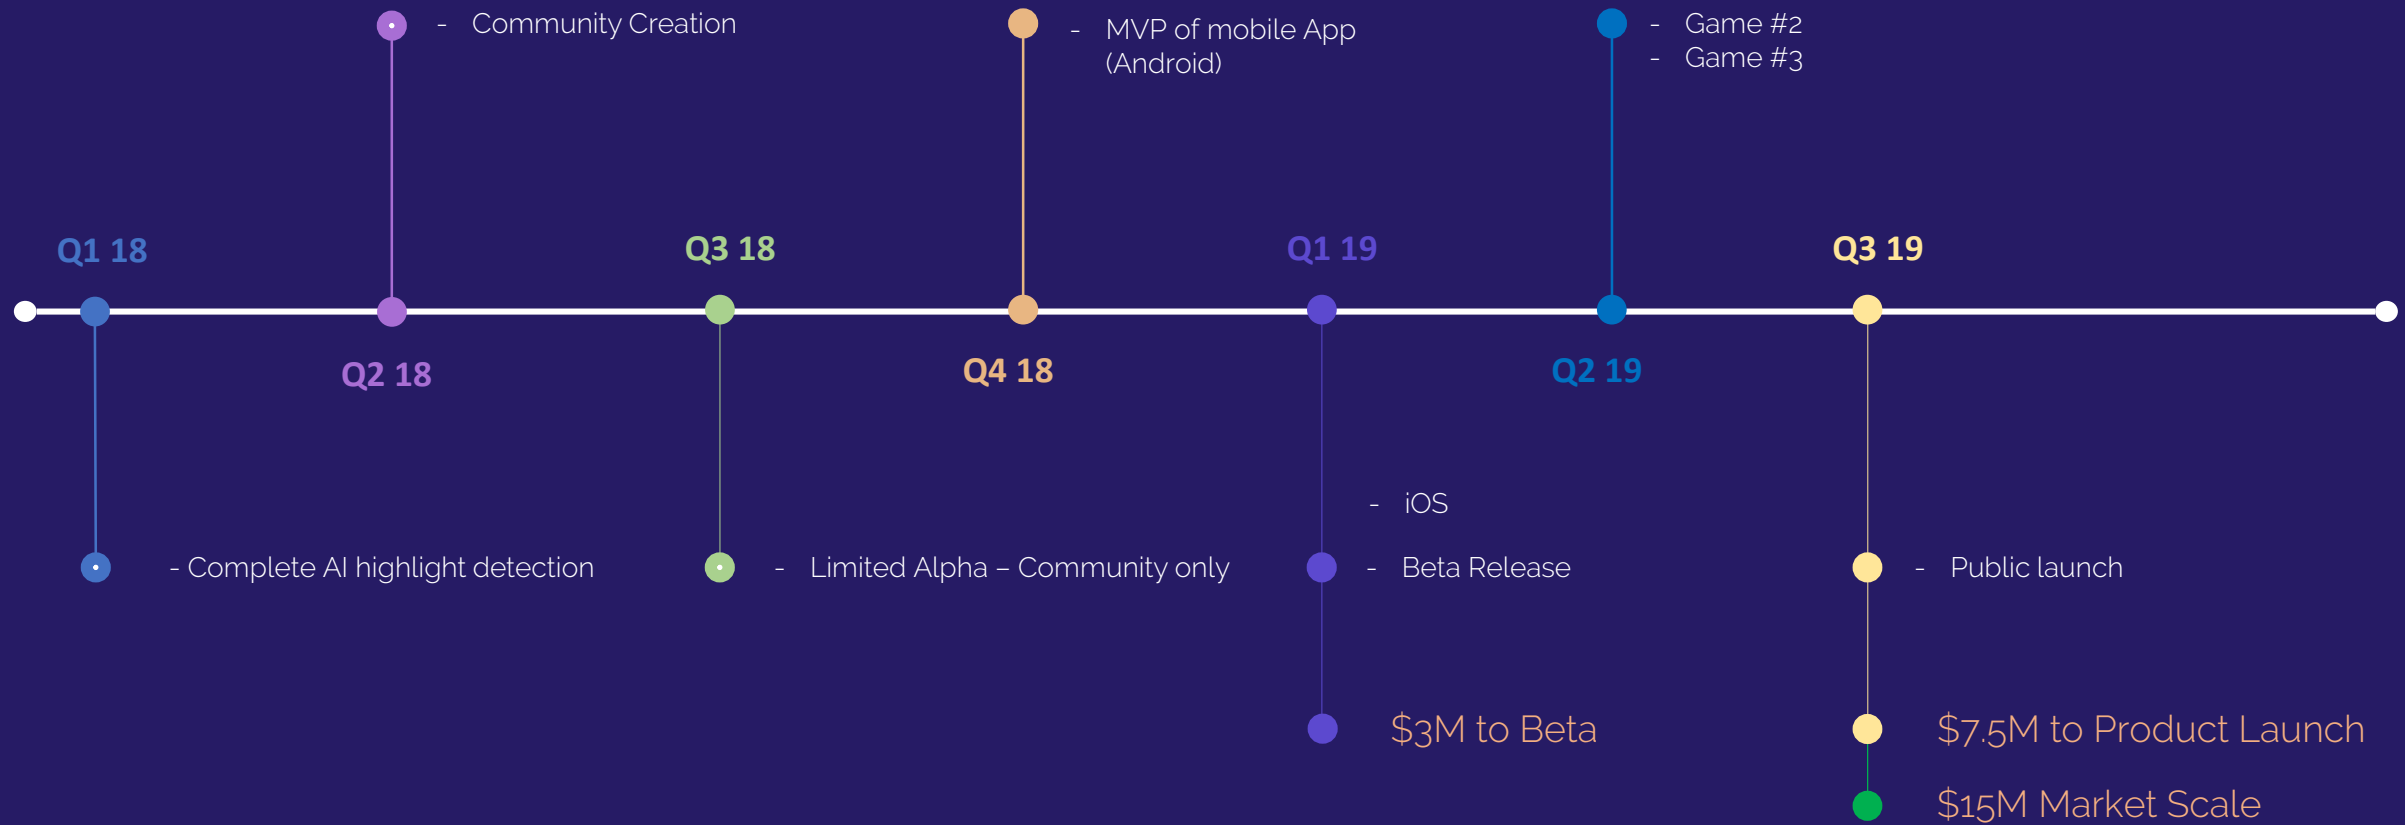 - Community Creation
- MVP of mobile App
(Android)
- Game #2
- Game #3
Q1 18
Q3 18
Q1 19
Q3 19
Q2 18
Q4 18
Q2 19
- iOS
- Complete AI highlight detection
- Limited Alpha – Community only
- Beta Release
- Public launch
$3M to Beta
$7.5M to Product Launch
$15M Market Scale